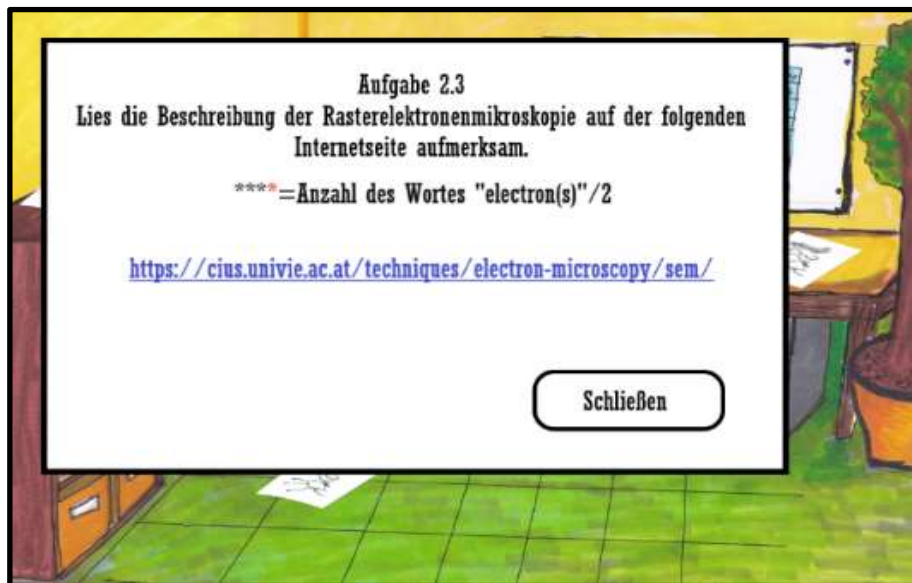 Aufgabe 2.3
Lies die Beschreibung der Rasterelektronenmikroskopie auf der folgenden
Internetseite aufmerksam.
****=Anzahl des Wortes "electron(s)"/2
https://cius.univie.ac.at/techniques/electron-microscopy/sem/
Schließen